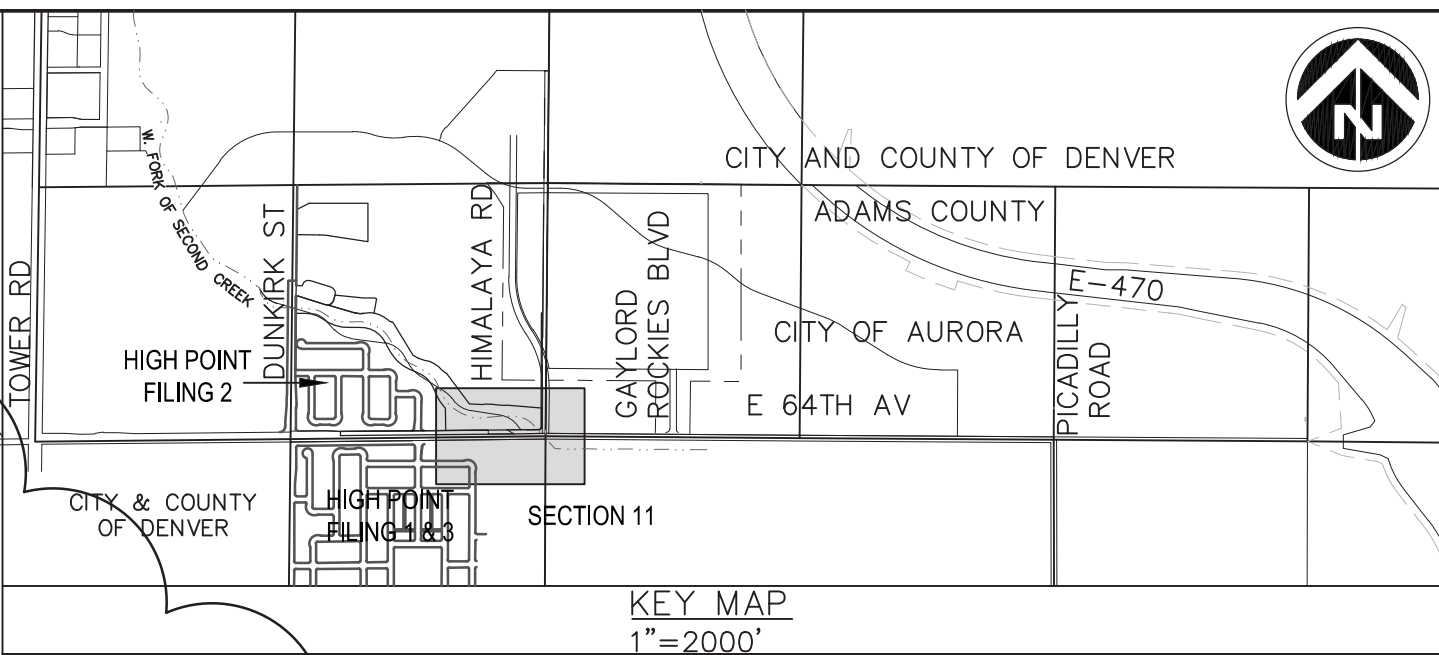 N
CITY AND COUNTY OF DENVER
W. FORK OF SECOND CREEK
ADAMS COUNTY
TOWER RD
DUNKIRK ST
HIMALAYA RD
GAYLORD
ROCKIES BLVD
E-470
PICADILLY
ROAD
CITY OF AURORA
HIGH POINT
FILING 2
E 64TH AV
CITY & COUNTY
OF DENVER
HIGH POINT
FILING 1 & 3
SECTION 11
KEY MAP
1"=2000'